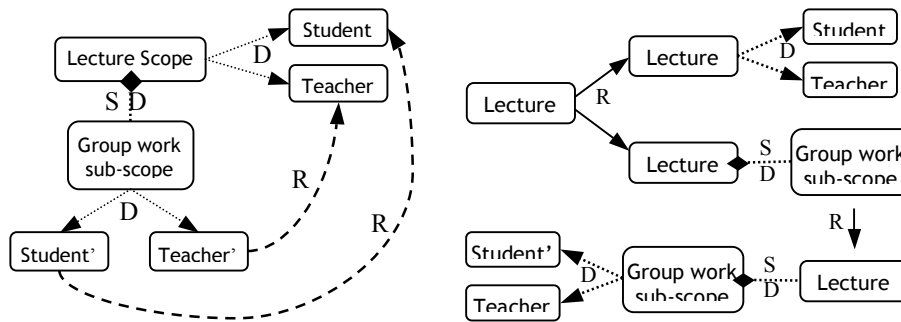 Student
Lecture Scope
D
Teacher
S D
Group work
sub-scope
D
R
R
Student’
Teacher’
Lecture
R
Lecture
D
Student
Teacher
Lecture
S
D
Group work
sub-scope
R
Student’
Teacher
D
Group work
sub-scope
S
D
Lecture